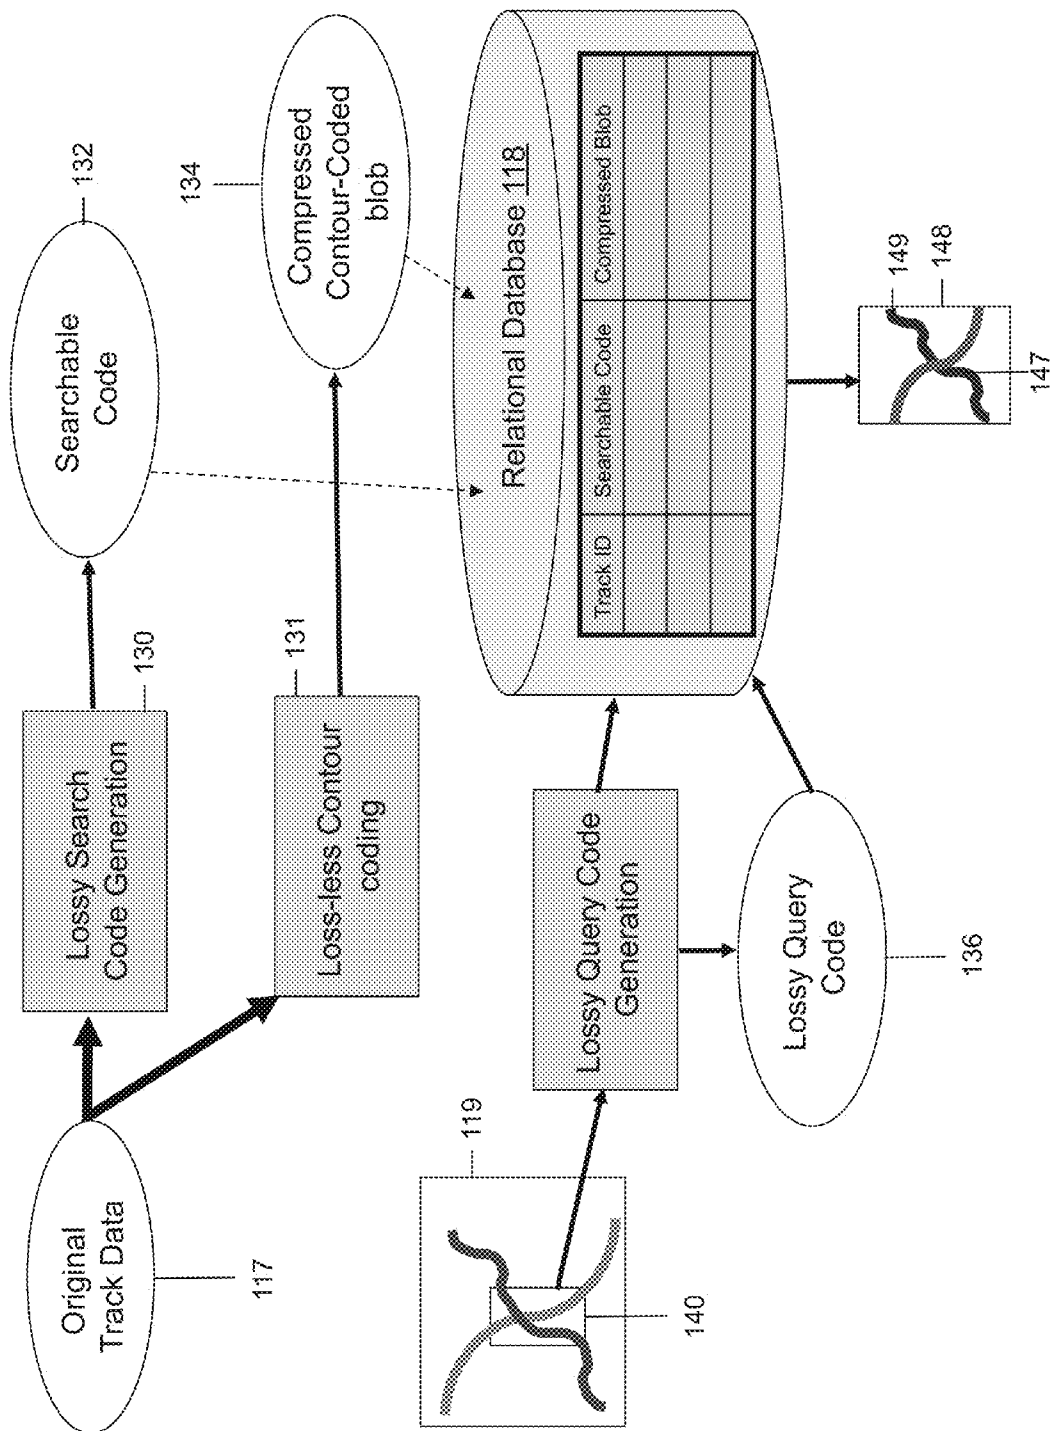 Original
Track Data
117
Lossy Search
Code Generation
130
Searchable
Code
132
Loss-less Contour
coding
131
Compressed
Contour-Coded
blob
134
119
140
Lossy Query Code
Generation
Lossy Query
Code
136
Relational Database 118
Track ID
Searchable Code
Compressed Blob
149
148
147